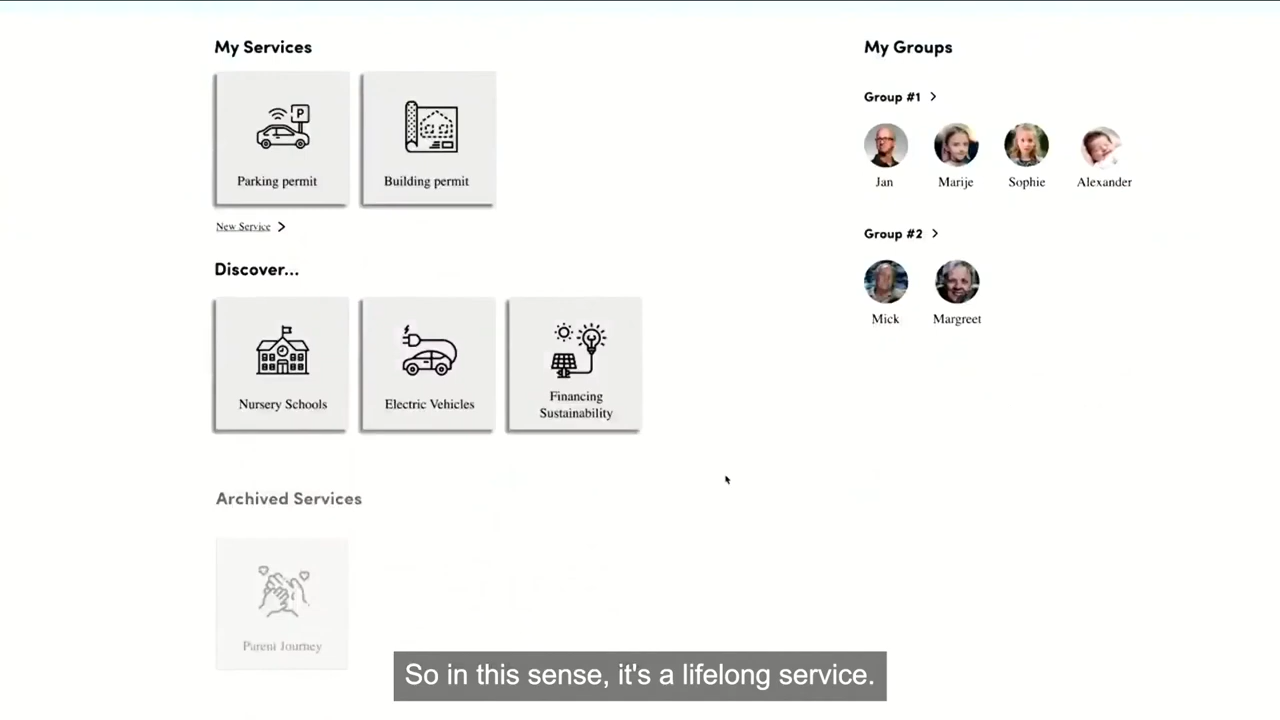 My Services
P
Parking permit
Building permit
New Service
Discover...
Nursery Schools
Electric Vehicles
Financing
Sustainability
Archived Services
Parent Journey
My Groups
Group #1
Jan
Marije
Sophie
Alexander
Group #2
Mick
Margreet
So in this sense, it's a lifelong service.